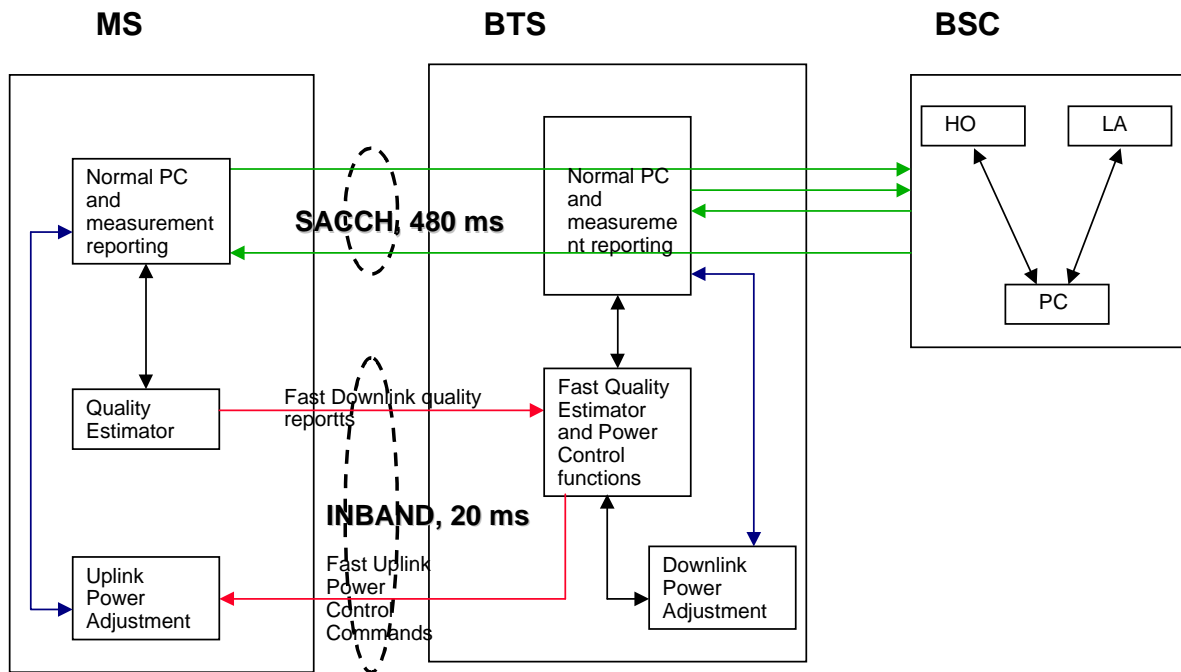 MS
BTS
BSC
HO
LA
Normal PC
and
measurement
reporting
Normal PC
and
measureme
nt reporting
SACCH, 480 ms
PC
Quality
Estimator
Fast Downlink quality
reportts
Fast Quality
Estimator
and Power
Control
functions
INBAND, 20 ms
Uplink
Power
Adjustment
Fast Uplink
Power
Control
Commands
Downlink
Power
Adjustment